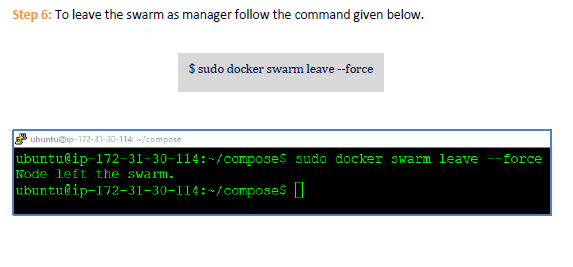 Step 6: To leave the swarm as manager follow the command given below.
$ sudo docker swarm leave --force
ubuntu@ip-172-31-30-114: ~/compose
ubuntu@ip-172-31-30-114:~/compose$ sudo docker swarm leave --force
Node left the swarm.
ubuntu@ip-172-31-30-114:~/compose$